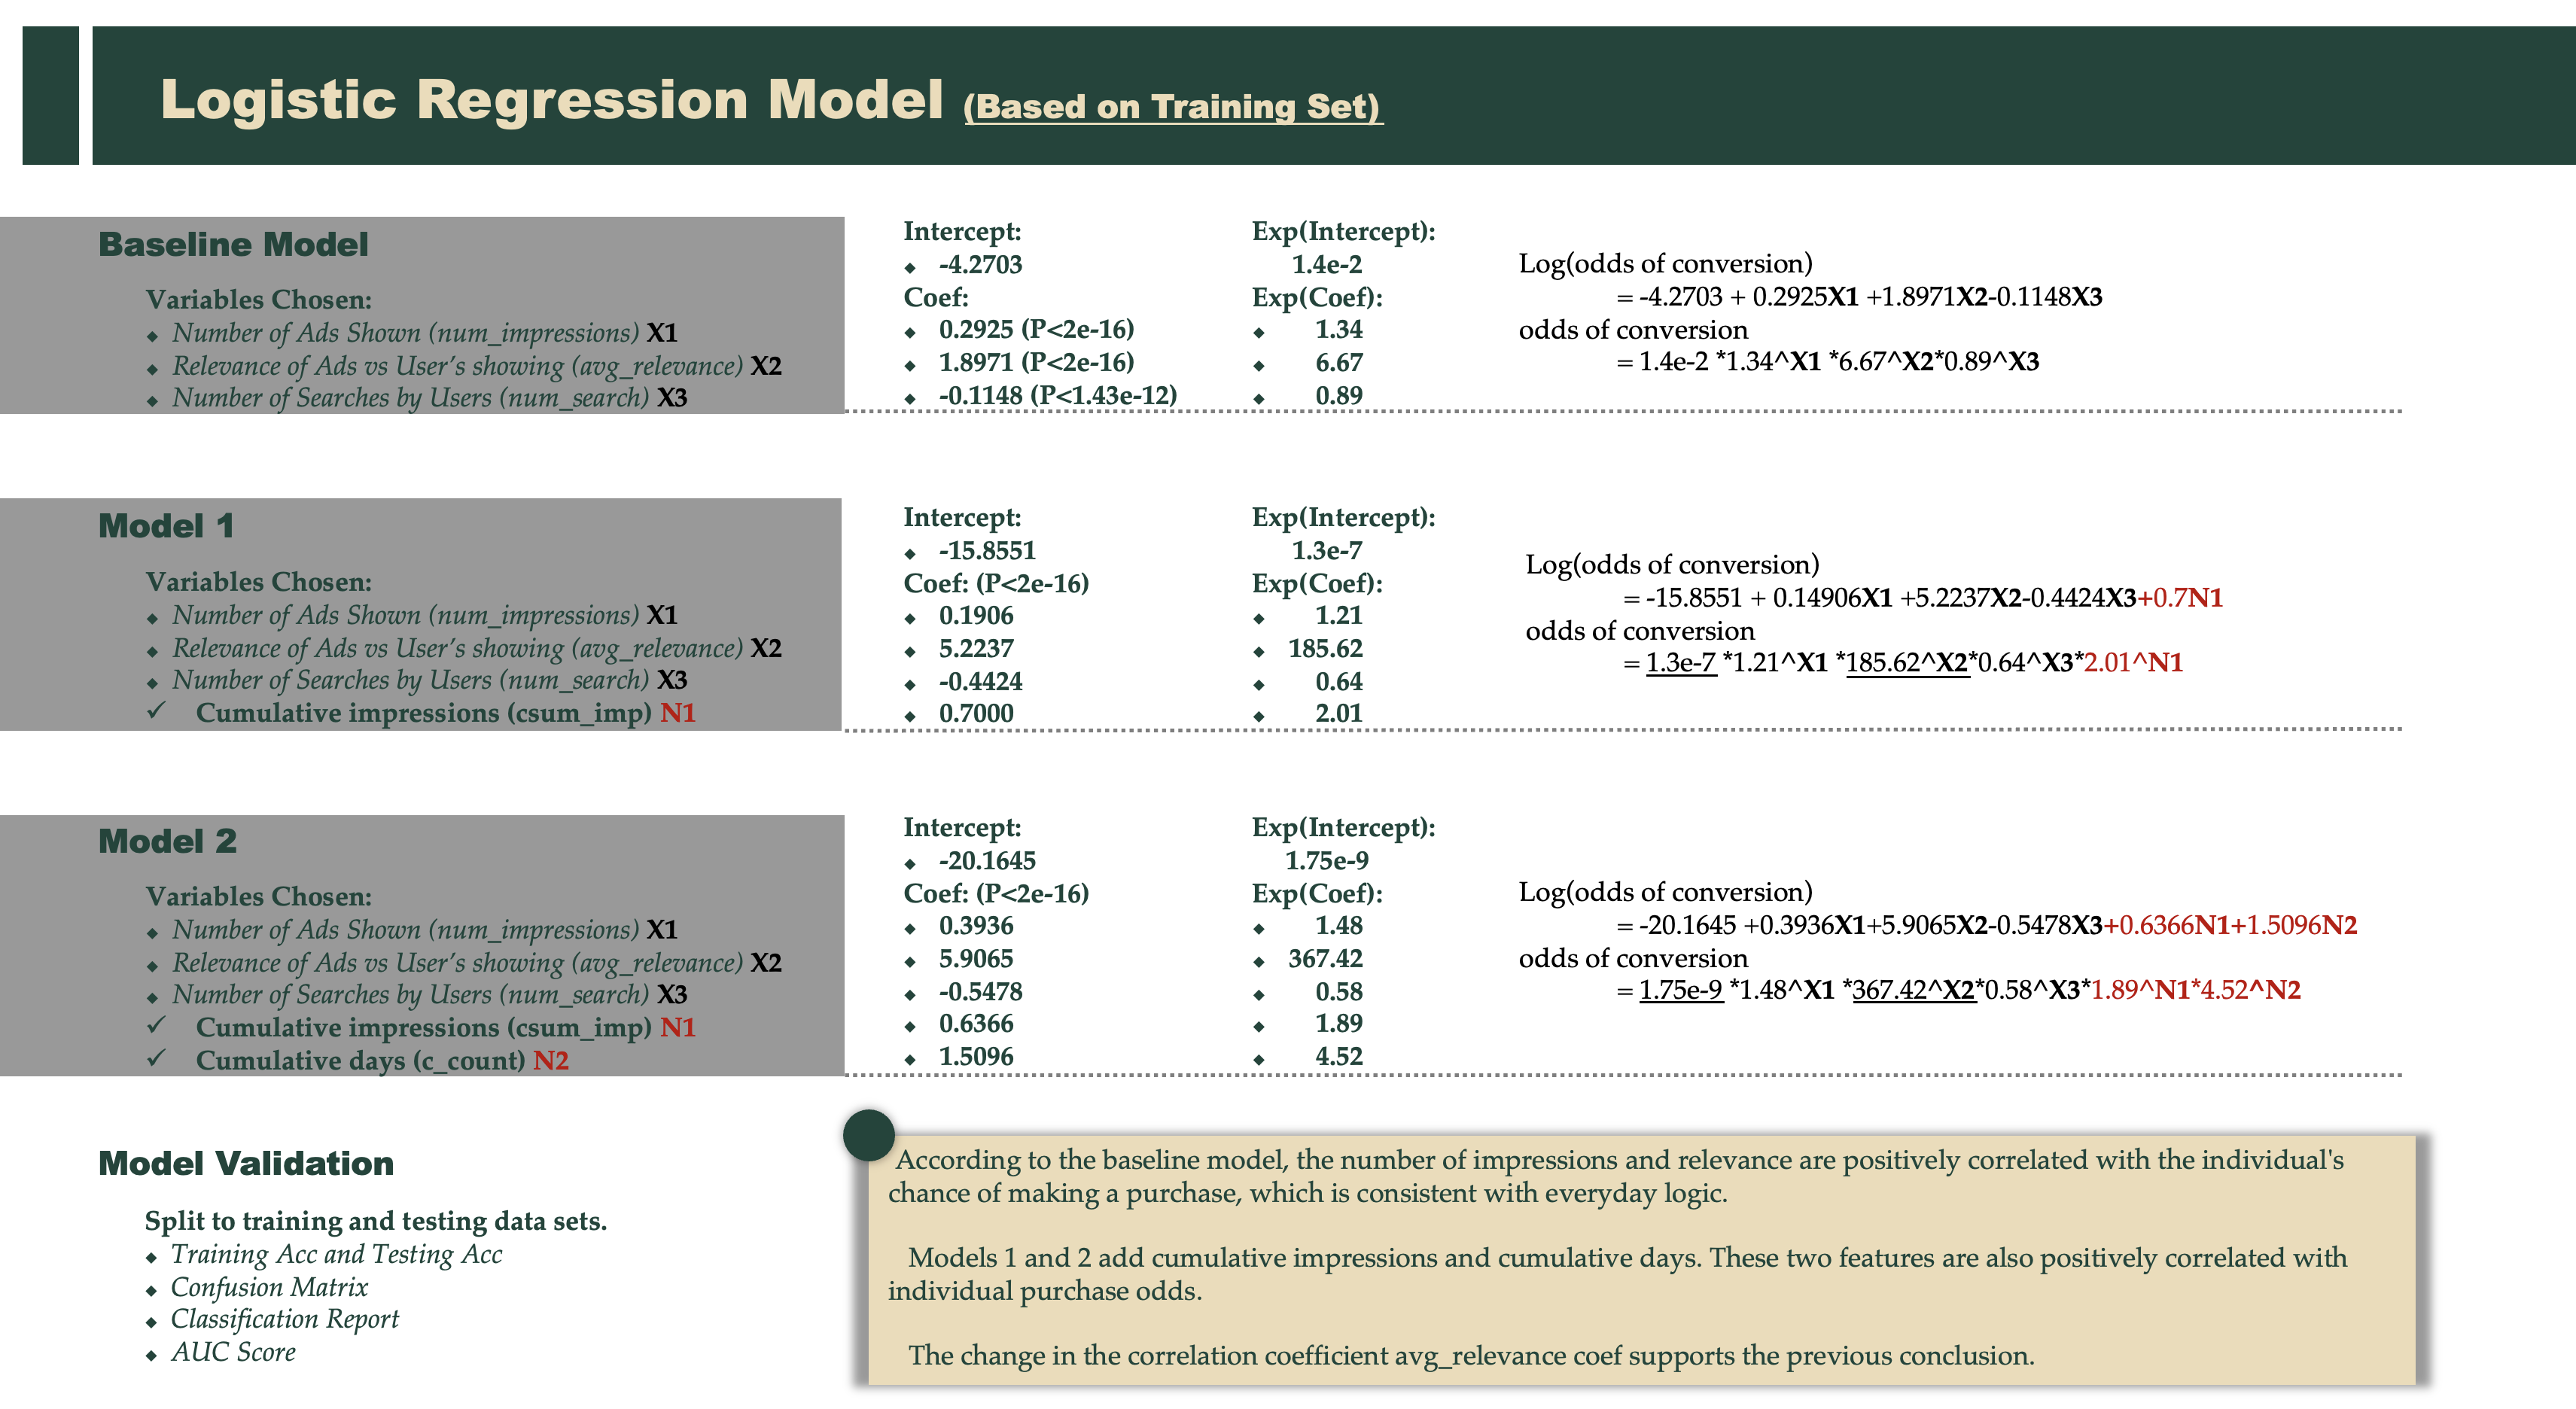 Logistic Regression Model (Based on Training Set)
Baseline Model
Variables Chosen:
◆ Number of Ads Shown (num_impressions) X1
◆ Relevance of Ads vs User’s showing (avg_relevance) X2
◆ Number of Searches by Users (num_search) X3
Intercept:
◆ -4.2703
Coef:
◆ 0.2925 (P<2e-16)
◆ 1.8971 (P<2e-16)
◆ -0.1148 (P<1.43e-12)
Exp(Intercept):
1.4e-2
Exp(Coef):
◆ 1.34
◆ 6.67
◆ 0.89
Log(odds of conversion)
= -4.2703 + 0.2925X1 +1.8971X2-0.1148X3
odds of conversion
= 1.4e-2 *1.34^X1 *6.67^X2*0.89^X3
Model 1
Variables Chosen:
◆ Number of Ads Shown (num_impressions) X1
◆ Relevance of Ads vs User’s showing (avg_relevance) X2
◆ Number of Searches by Users (num_search) X3
✓ Cumulative impressions (csum_imp) N1
Intercept:
◆ -15.8551
Coef: (P<2e-16)
◆ 0.1906
◆ 5.2237
◆ -0.4424
◆ 0.7000
Exp(Intercept):
1.3e-7
Exp(Coef):
◆ 1.21
◆ 185.62
◆ 0.64
◆ 2.01
Log(odds of conversion)
= -15.8551 + 0.14906X1 +5.2237X2-0.4424X3+0.7N1
odds of conversion
= 1.3e-7 *1.21^X1 *185.62^X2*0.64^X3*2.01^N1
Model 2
Variables Chosen:
◆ Number of Ads Shown (num_impressions) X1
◆ Relevance of Ads vs User’s showing (avg_relevance) X2
◆ Number of Searches by Users (num_search) X3
✓ Cumulative impressions (csum_imp) N1
✓ Cumulative days (c_count) N2
Intercept:
◆ -20.1645
Coef: (P<2e-16)
◆ 0.3936
◆ 5.9065
◆ -0.5478
◆ 0.6366
◆ 1.5096
Exp(Intercept):
1.75e-9
Exp(Coef):
◆ 1.48
◆ 367.42
◆ 0.58
◆ 1.89
◆ 4.52
Log(odds of conversion)
= -20.1645 +0.3936X1+5.9065X2-0.5478X3+0.6366N1+1.5096N2
odds of conversion
= 1.75e-9 *1.48^X1 *367.42^X2*0.58^X3*1.89^N1*4.52^N2
Model Validation
Split to training and testing data sets.
◆ Training Acc and Testing Acc
◆ Confusion Matrix
◆ Classification Report
◆ AUC Score
According to the baseline model, the number of impressions and relevance are positively correlated with the individual's
chance of making a purchase, which is consistent with everyday logic.
Models 1 and 2 add cumulative impressions and cumulative days. These two features are also positively correlated with
individual purchase odds.
The change in the correlation coefficient avg_relevance coef supports the previous conclusion.